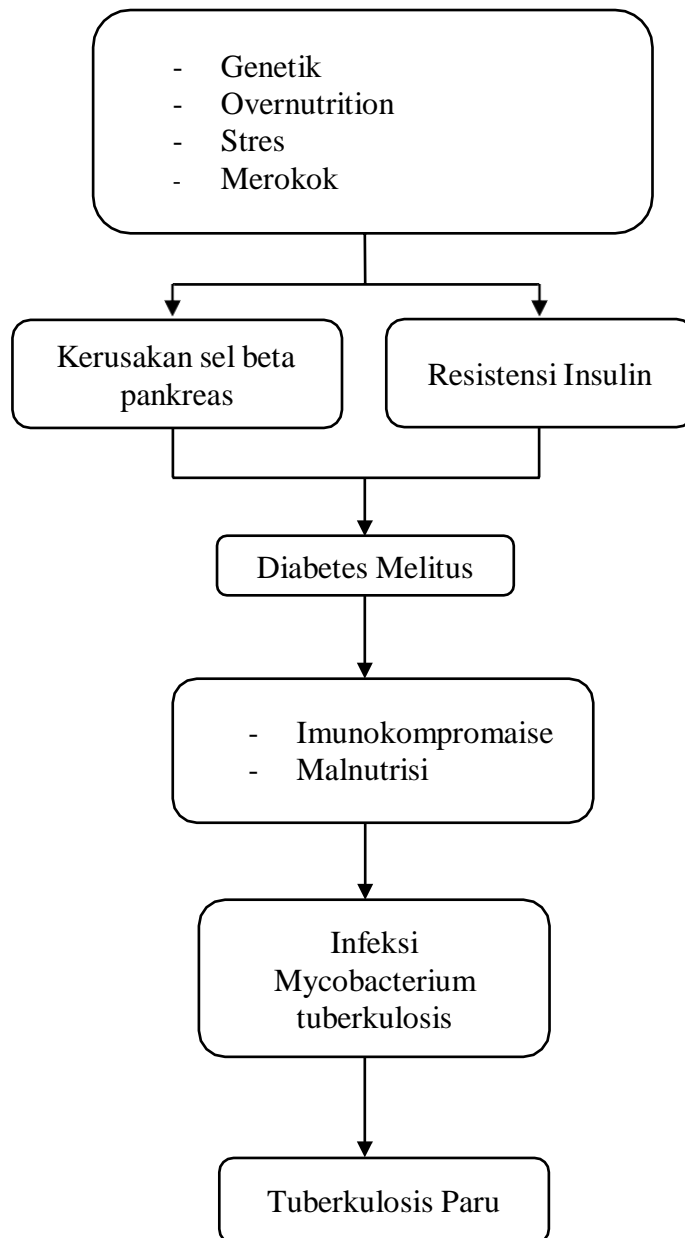 - Genetik
- Overnutrition
- Stres
- Merokok
Kerusakan sel beta
pankreas
Resistensi Insulin
Diabetes Melitus
- Imunokompromaise
- Malnutrisi
Infeksi
Mycobacterium
tuberkulosis
Tuberkulosis Paru